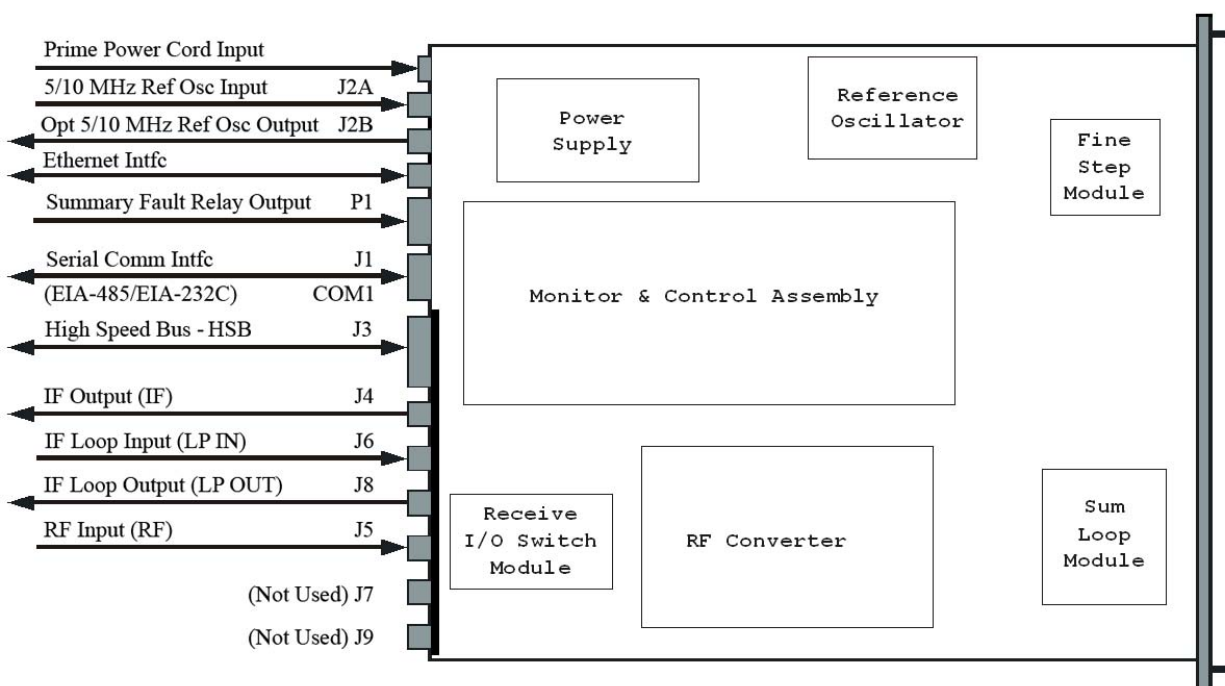 Prime Power Cord Input
5/10 MHz Ref Osc Input J2A
Opt 5/10 MHz Ref Osc Output J2B
Ethernet Intfc
Summary Fault Relay Output P1
Serial Comm Intfc J1
(EIA-485/EIA-232C) COM1
High Speed Bus - HSB J3
IF Output (IF) J4
IF Loop Input (LP IN) J6
IF Loop Output (LP OUT) J8
RF Input (RF) J5
(Not Used) J7
(Not Used) J9
Power
Supply
Reference
Oscillator
Fine
Step
Module
Monitor & Control Assembly
Receive
I/O Switch
Module
RF Converter
Sum
Loop
Module